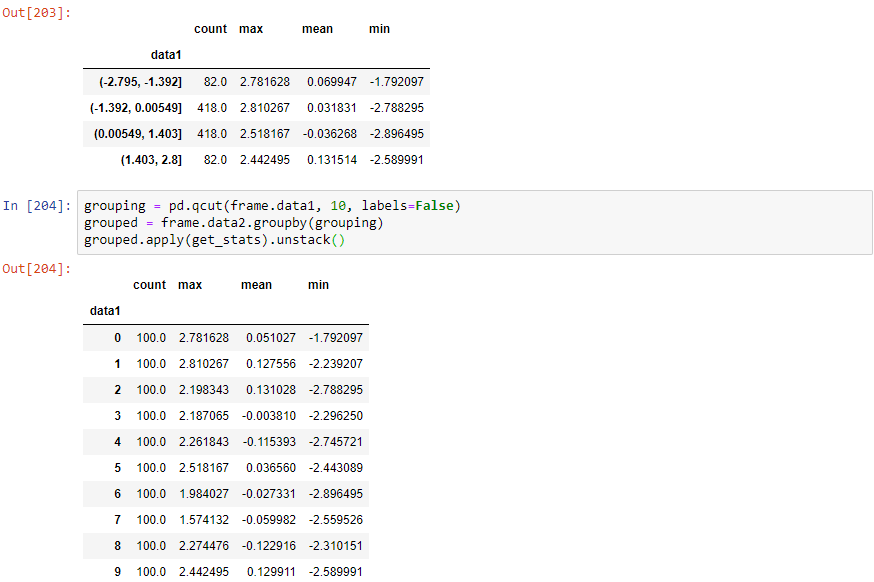 Out[203]:
count max mean min
data1
(-2.795, -1.392] 82.0 2.781628 0.069947 -1.792097
(-1.392, 0.00549] 418.0 2.810267 0.031831 -2.788295
(0.00549, 1.403] 418.0 2.518167 -0.036268 -2.896495
(1.403, 2.8] 82.0 2.442495 0.131514 -2.589991
In [204]: grouping = pd.qcut(frame.data1, 10, labels=False)
grouped = frame.data2.groupby(grouping)
grouped.apply(get_stats).unstack()
Out[204]:
count max mean min
data1
0 100.0 2.781628 0.051027 -1.792097
1 100.0 2.810267 0.127556 -2.239207
2 100.0 2.198343 0.131028 -2.788295
3 100.0 2.187065 -0.003810 -2.296250
4 100.0 2.261843 -0.115393 -2.745721
5 100.0 2.518167 0.036560 -2.443089
6 100.0 1.984027 -0.027331 -2.896495
7 100.0 1.574132 -0.059982 -2.559526
8 100.0 2.274476 -0.122916 -2.310151
9 100.0 2.442495 0.129911 -2.589991